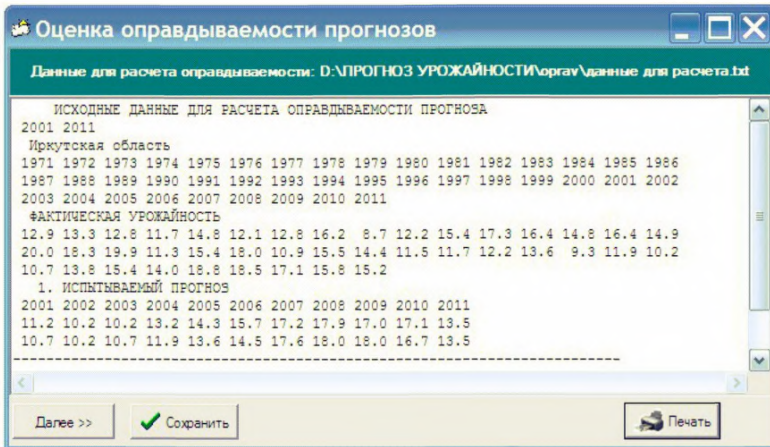 Оценка оправдываемости прогнозов
Данные для расчета оправдываемости: D:\ПРОГНОЗ УРОЖАЙНОСТИ\oprav\данные для расчета.txt
ИСХОДНЫЕ ДАННЫЕ ДЛЯ РАСЧЕТА ОПРАВДЫВАЕМОСТИ ПРОГНОЗА
2001 2011
Иркутская область
1971 1972 1973 1974 1975 1976 1977 1978 1979 1980 1981 1982 1983 1984 1985 1986
1987 1988 1989 1990 1991 1992 1993 1994 1995 1996 1997 1998 1999 2000 2001 2002
2003 2004 2005 2006 2007 2008 2009 2010 2011
ФАКТИЧЕСКАЯ УРОЖАЙНОСТЬ
12.9 13.3 12.8 11.7 14.8 12.1 12.8 16.2 8.7 12.2 15.4 17.3 16.4 14.8 16.4 14.9
20.0 18.3 19.9 11.3 15.4 18.0 10.9 15.5 14.4 11.5 11.7 12.2 13.6 9.3 11.9 10.2
10.7 13.8 15.4 14.0 18.8 18.5 17.1 15.8 15.2
1. ИСПЫТЫВАЕМЫЙ ПРОГНОЗ
2001 2002 2003 2004 2005 2006 2007 2008 2009 2010 2011
11.2 10.2 10.2 13.2 14.3 15.7 17.2 17.9 17.0 17.1 13.5
10.7 10.2 10.7 11.9 13.6 14.5 17.6 18.0 18.0 16.7 13.5
--------------------------------------------------------------------------
Далее >> Сохранить Печать